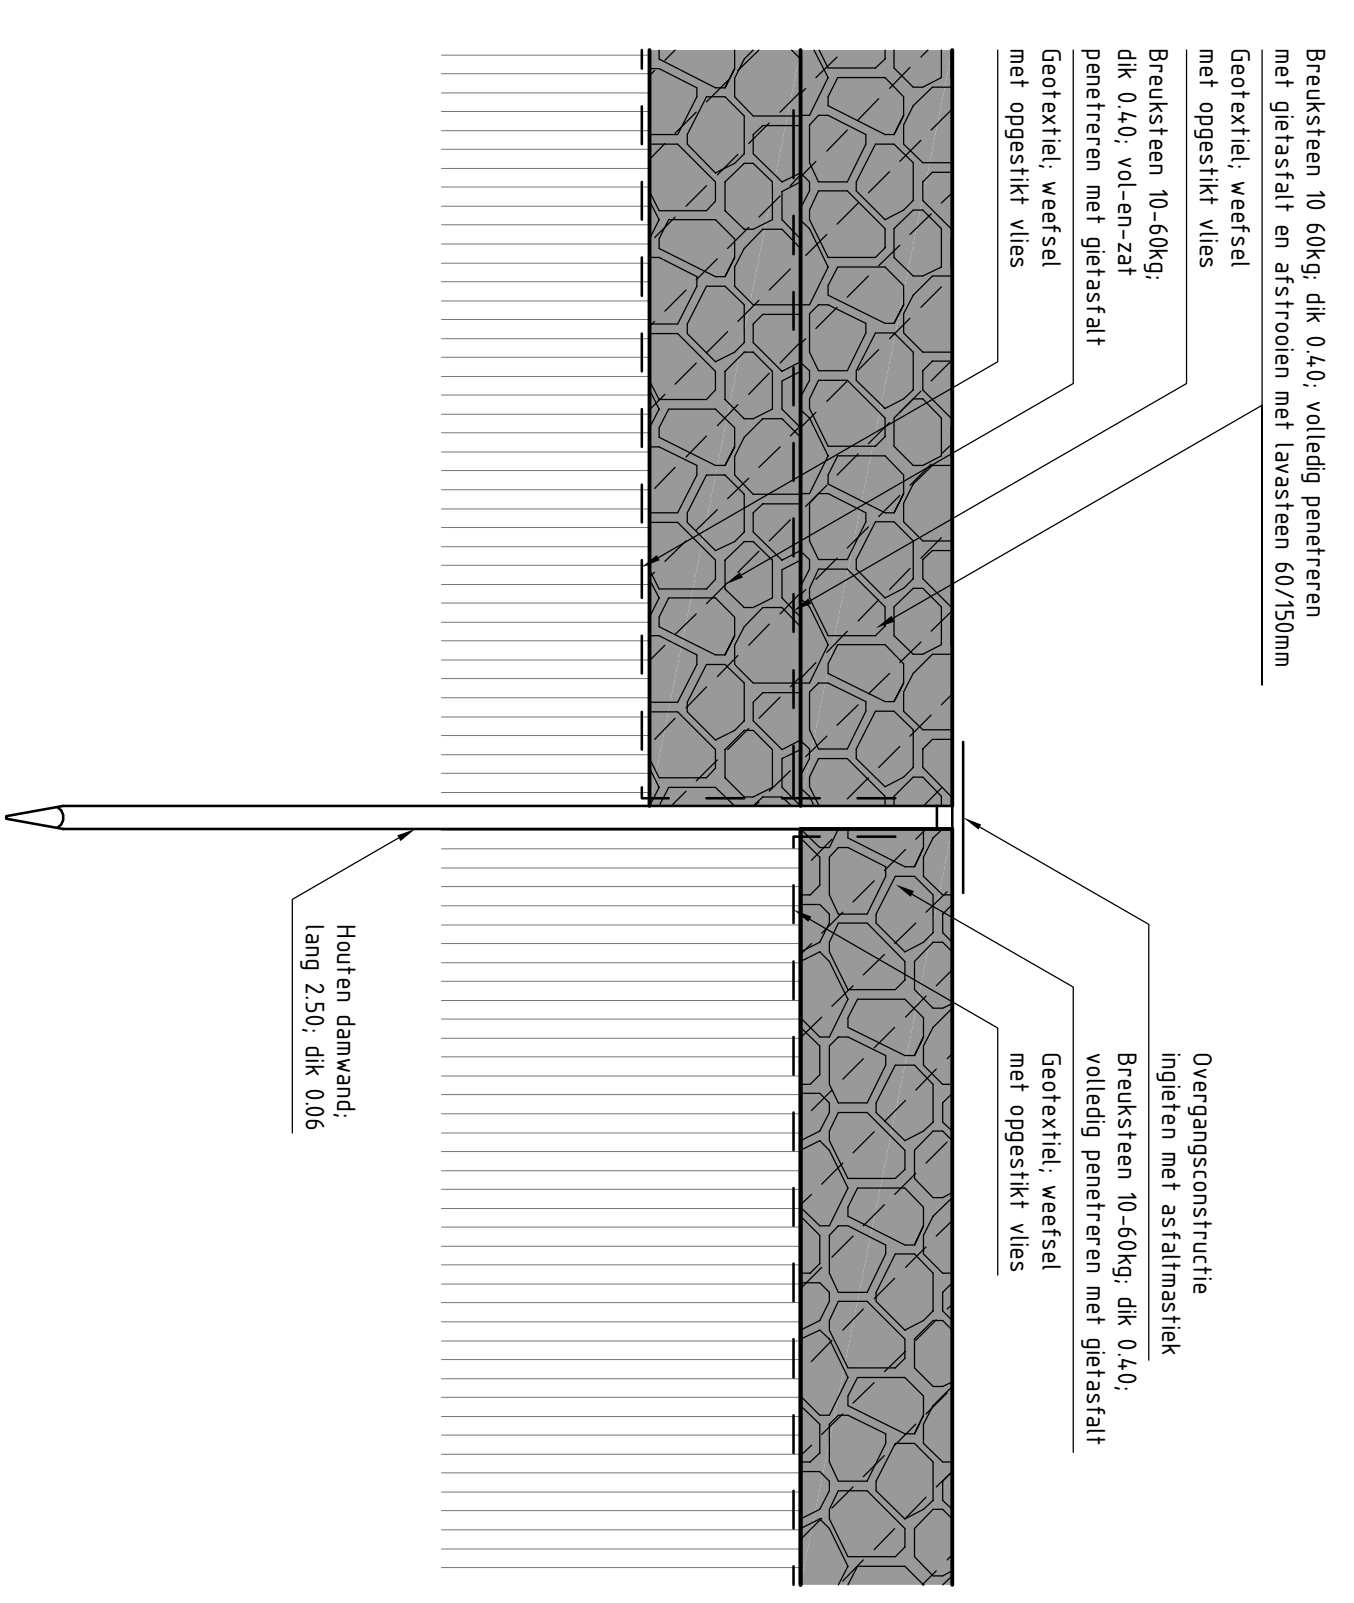 Breuksteen 10 60kg; dik 0.40; volledig penetreren
met gietasfalt en afstrooien met lavasteen 60/150mm
Geotextiel; weefsel
met opgestikt vlies
Breuksteen 10-60kg;
dik 0.40; vol-en-zat
penetreren met gietasfalt
Geotextiel; weefsel
met opgestikt vlies
Overgangsconstructie
ingieten met asfaltmastiek
Breuksteen 10-60kg; dik 0.40;
volledig penetreren met gietasfalt
Geotextiel; weefsel
met opgestikt vlies
Houten damwand;
lang 2.50; dik 0.06